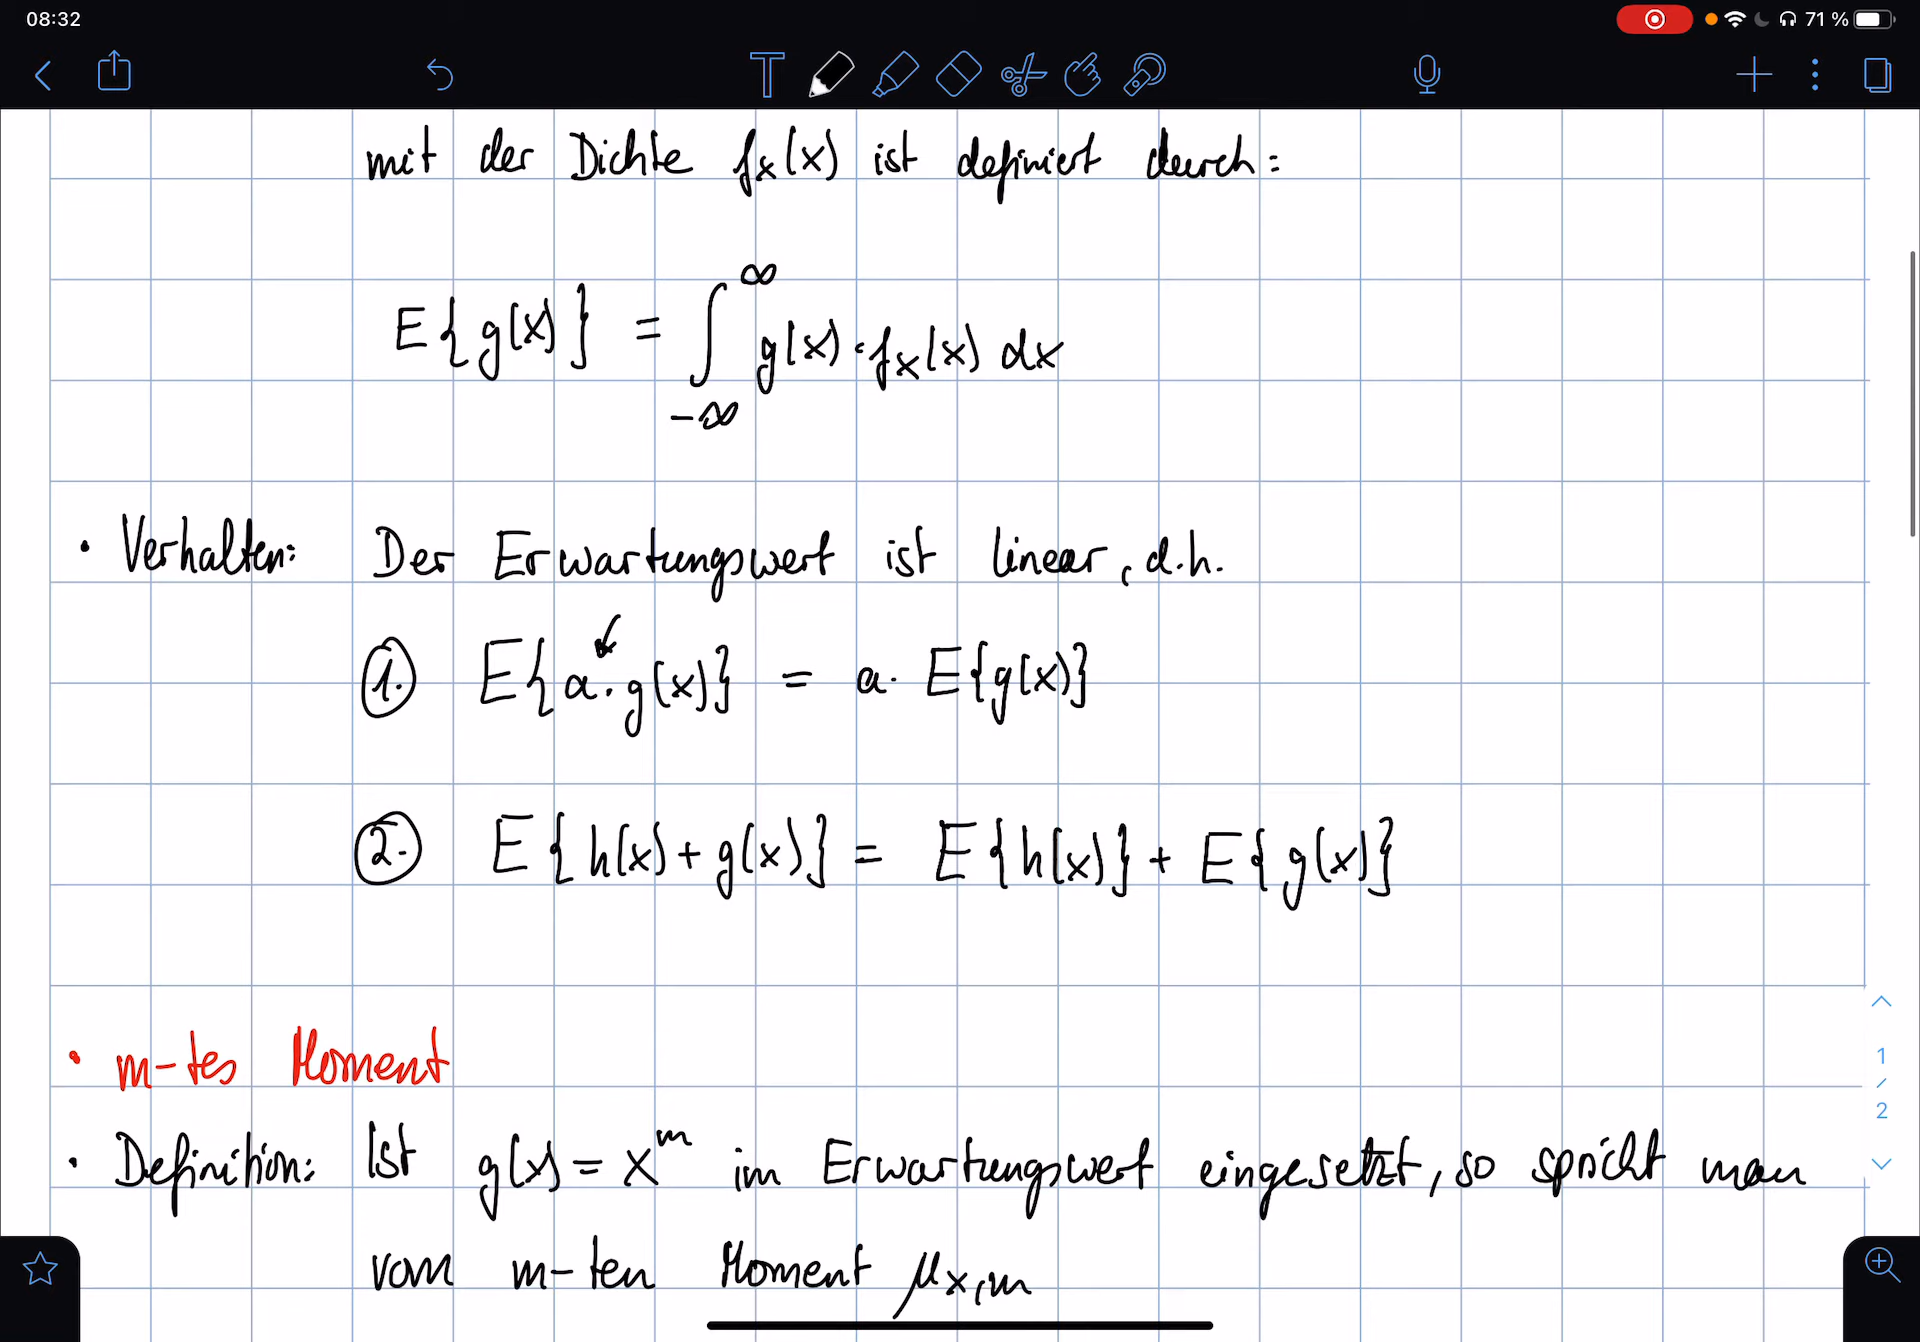 08:32
71 %
mit der Dichte fₓ(x) ist definiert durch:
E{g(x)} = ∫_{-∞}^{∞} g(x) · fₓ(x) dx
• Verhalten: Der Erwartungswert ist linear, d.h.
1. E{a · g(x)} = a · E{g(x)}
2. E{h(x) + g(x)} = E{h(x)} + E{g(x)}
• m-tes Moment
• Definition: Ist g(x) = x^m im Erwartungswert eingesetzt, so spricht man
vom m-ten Moment μ_{x,m}
1
/
2